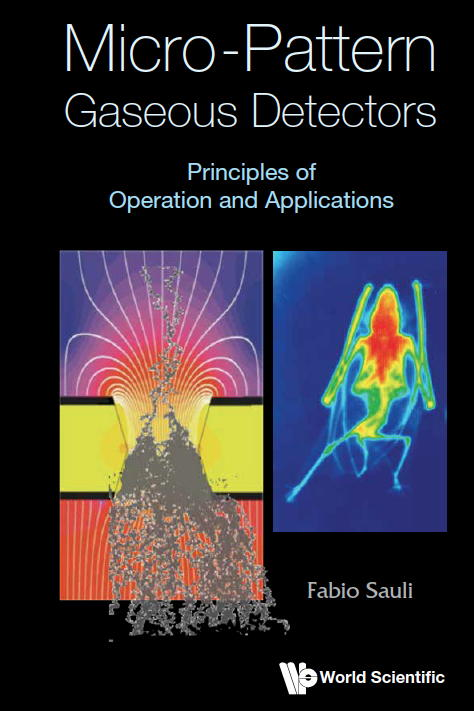 Micro-Pattern
Gaseous Detectors
Principles of
Operation and Applications
Fabio Sauli
World Scientific